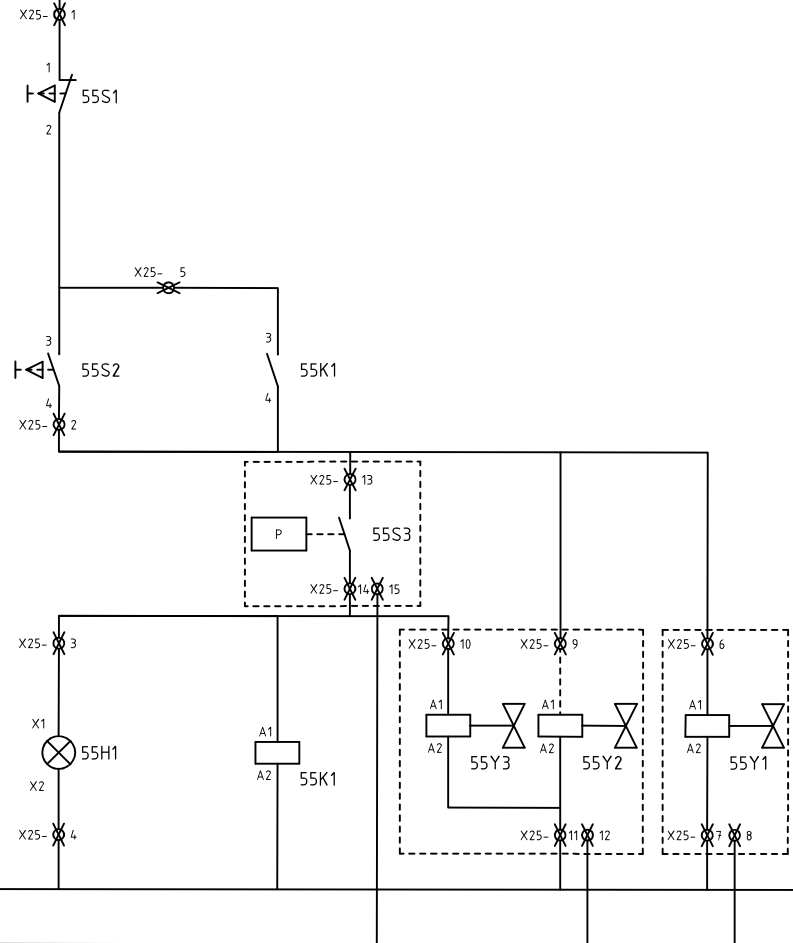 X25- 1
1
55S1
2
X25- 5
3
3
55S2
55K1
4
4
X25- 2
X25- 13
P
55S3
X25- 14 15
X25- 3
X25- 10
X25- 9
X25- 6
A1
A1
A1
X1
A1
55H1
A2
A2
A2
55Y3
55Y2
55Y1
A2
55K1
X2
X25- 4
X25- 11 12
X25- 7 8